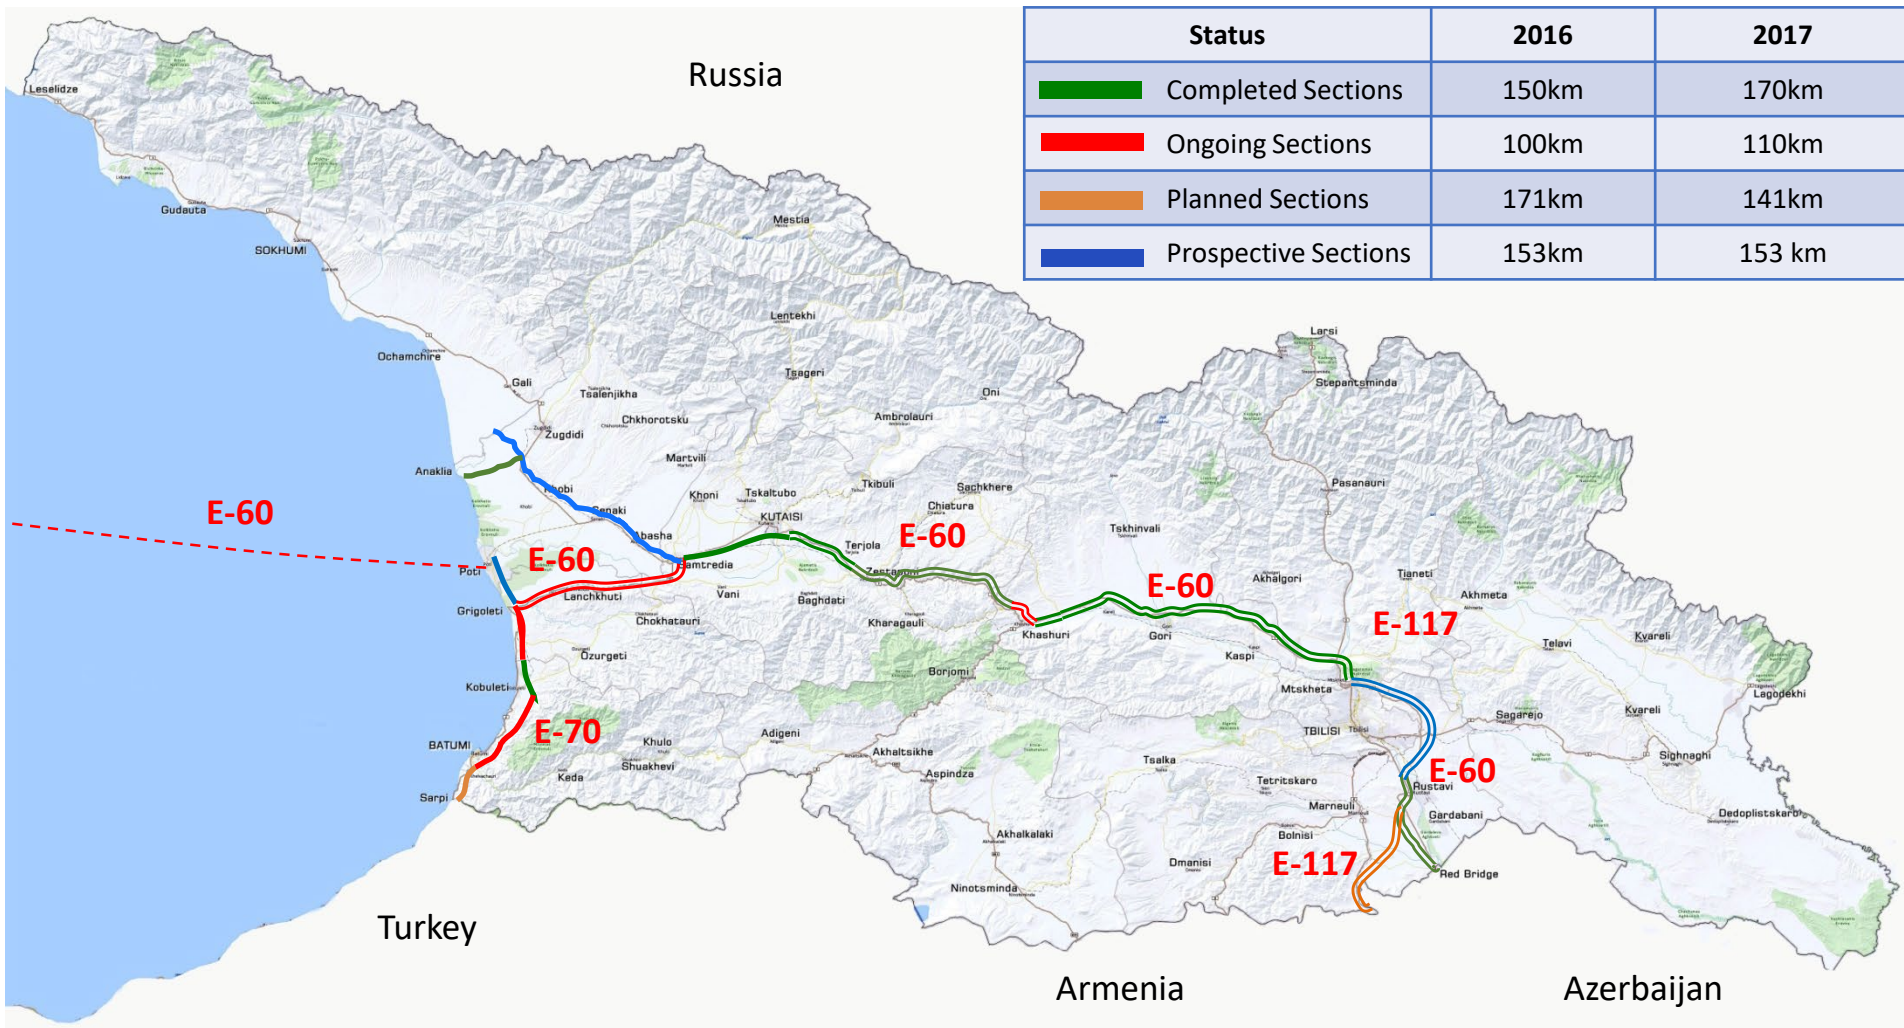 Status 2016 2017
Completed Sections 150km 170km
Ongoing Sections 100km 110km
Planned Sections 171km 141km
Prospective Sections 153km 153 km
Russia
Leselidze
Gudauta
SOKHUMI
Mestia
Lentekhi
Larsi
Ochamchire
Stepantsminda
Gali
Tsageri
Tsalenjikha
Oni
Chkhorotsku
Ambrolauri
Zugdidi
Martvili
Anaklia
Khobi
Khoni
Tskaltubo
Tkibuli
Sachkhere
Pasanauri
E-60
Senaki
KUTAISI
Chiatura
Tskhinvali
Abasha
Terjola
E-60
E-60
Poti
Samtredia
Zestaponi
E-60
Akhalgori
Tianeti
Lanchkhuti
Vani
Baghdati
Akhmeta
Grigoleti
Chokhatauri
Kharagauli
Khashuri
Gori
E-117
Telavi
Kvareli
Ozurgeti
Kaspi
Borjomi
Kobuleti
Mtskheta
Lagodekhi
E-70
Kvareli
Sagarejo
BATUMI
Khulo
Adigeni
TBILISI
Tbilisi
Akhaltsikhe
Shuakhevi
Keda
Tsalka
Sighnaghi
Aspindza
E-60
Tetritskaro
Rustavi
Sarpi
Marneuli
Gardabani
Dedoplistskaro
Akhalkalaki
Bolnisi
Dmanisi
E-117
Red Bridge
Ninotsminda
Turkey
Armenia
Azerbaijan